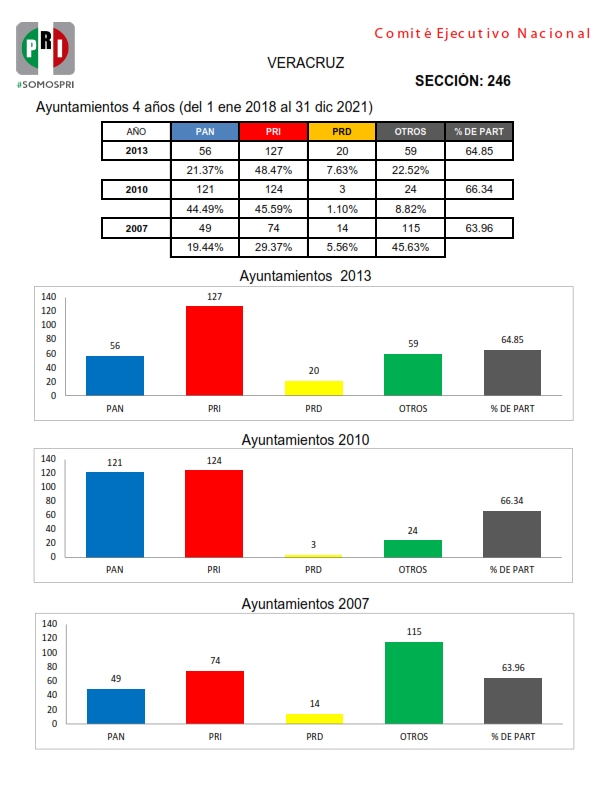 Comité Ejecutivo Nacional
PRI
#SOMOSPRI
VERACRUZ
SECCIÓN: 246
Ayuntamientos 4 años (del 1 ene 2018 al 31 dic 2021)
AÑO PAN PRI PRD OTROS % DE PART
2013 56 127 20 59 64.85
21.37% 48.47% 7.63% 22.52%
2010 121 124 3 24 66.34
44.49% 45.59% 1.10% 8.82%
2007 49 74 14 115 63.96
19.44% 29.37% 5.56% 45.63%
Ayuntamientos 2013
140
120
100
80
60
40
20
0
56 127 20 59 64.85
PAN PRI PRD OTROS % DE PART
Ayuntamientos 2010
140
120
100
80
60
40
20
0
121 124 3 24 66.34
PAN PRI PRD OTROS % DE PART
Ayuntamientos 2007
140
120
100
80
60
40
20
0
49 74 14 115 63.96
PAN PRI PRD OTROS % DE PART